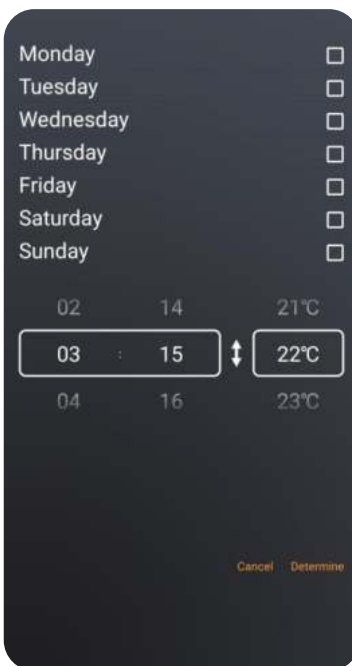 Monday
Tuesday
Wednesday
Thursday
Friday
Saturday
Sunday
02 14 21℃
03 : 15 22℃
04 16 23℃
Cancel Determine